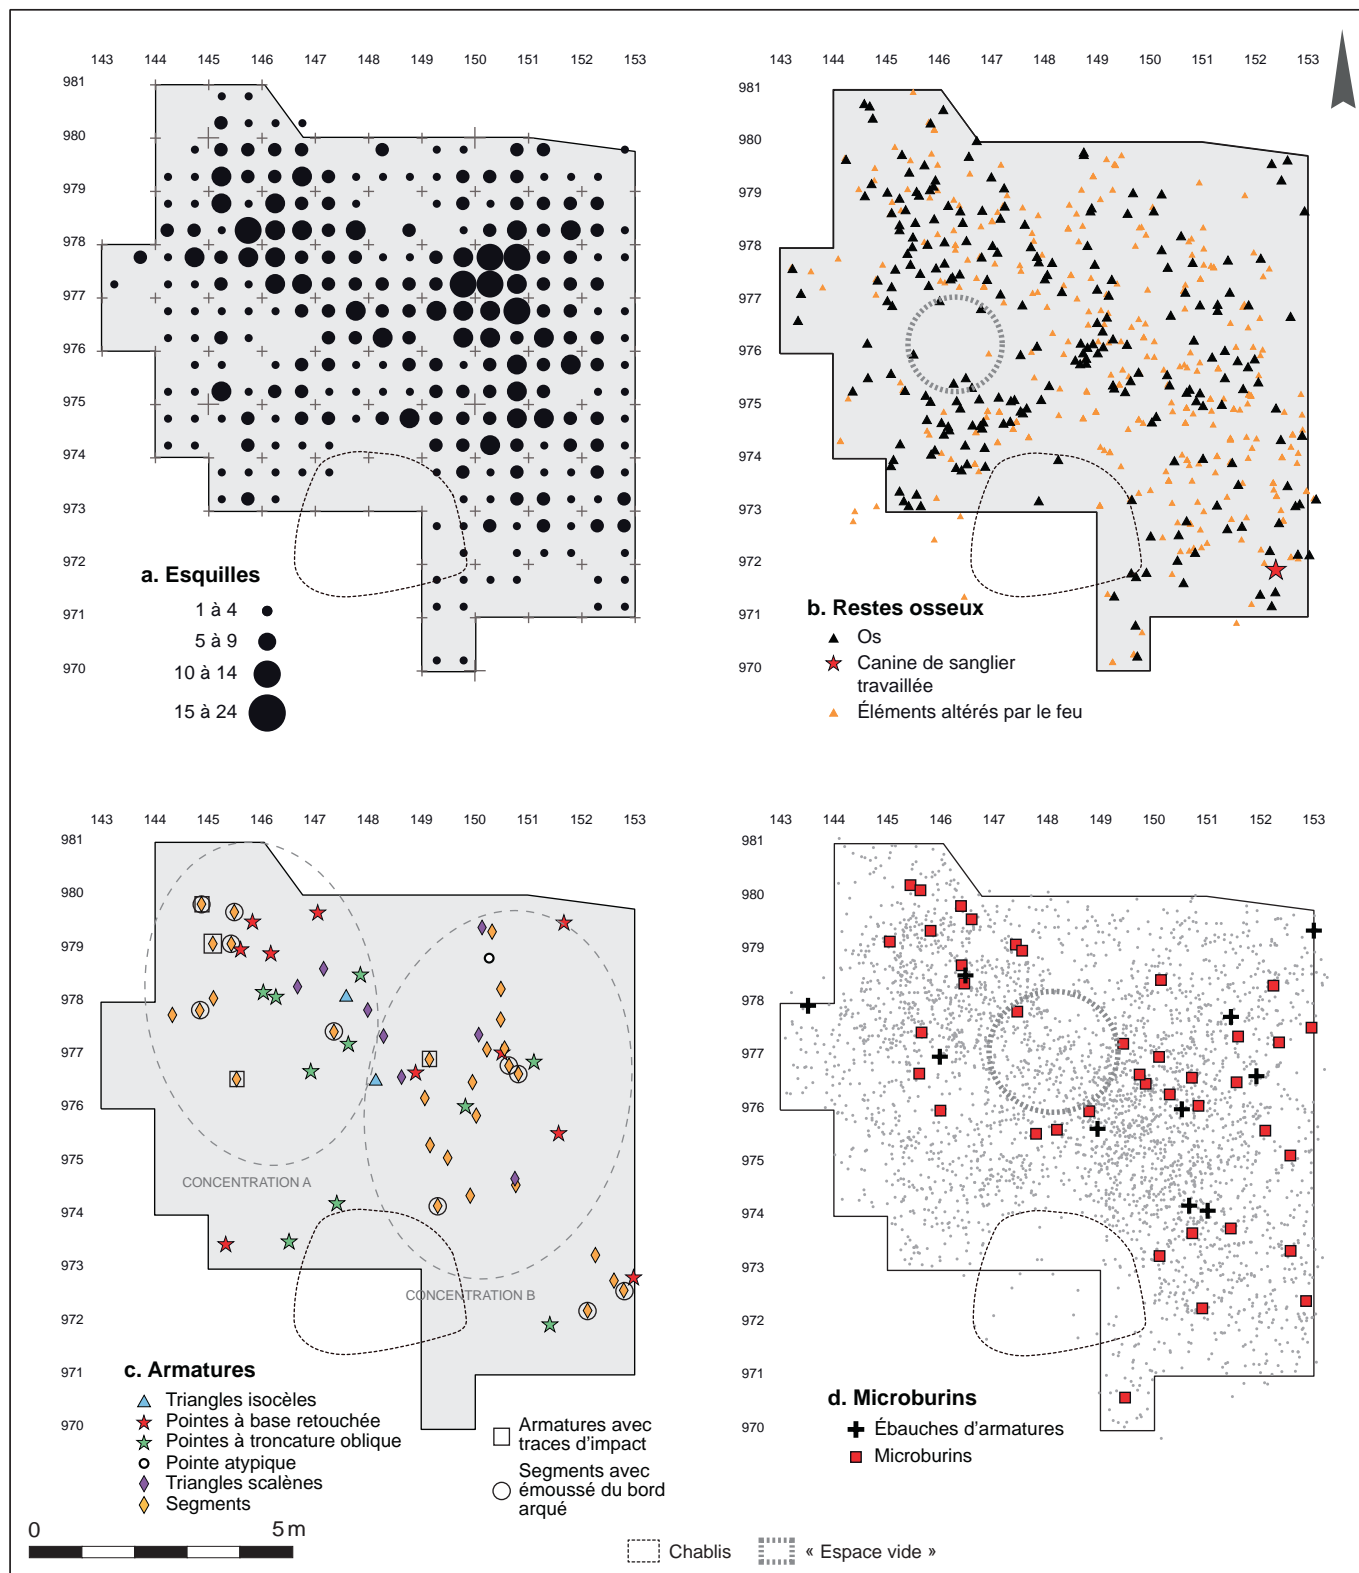 143 144 145 146 147 148 149 150 151 152 153
981
980
979
978
977
976
975
974
973
972
971
970
a. Esquilles
1 à 4
5 à 9
10 à 14
15 à 24
143 144 145 146 147 148 149 150 151 152 153
981
980
979
978
977
976
975
974
973
972
971
970
b. Restes osseux
Os
Canine de sanglier
travaillée
Éléments altérés par le feu
143 144 145 146 147 148 149 150 151 152 153
981
980
979
978
977
976
975
974
973
972
971
970
CONCENTRATION A
CONCENTRATION B
c. Armatures
Triangles isocèles
Pointes à base retouchée
Pointes à troncature oblique
Pointe atypique
Triangles scalènes
Segments
Armatures avec
traces d'impact
Segments avec
émoussé du bord
arqué
143 144 145 146 147 148 149 150 151 152 153
981
980
979
978
977
976
975
974
973
972
971
970
d. Microburins
Ébauches d'armatures
Microburins
0 5 m
Chablis
« Espace vide »